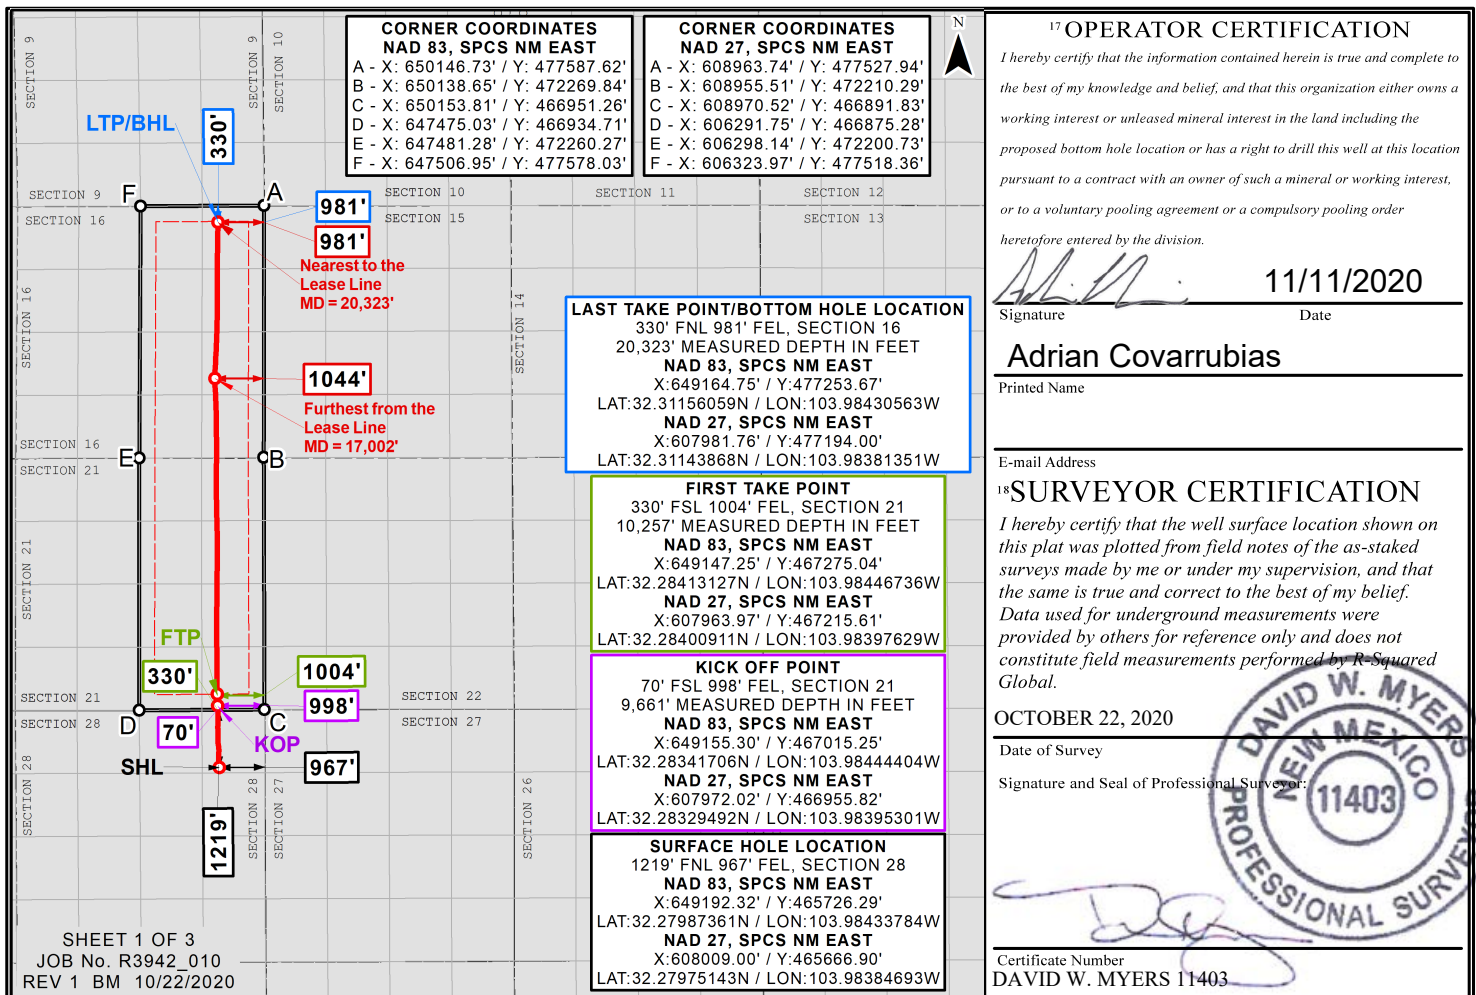 CORNER COORDINATES
NAD 83, SPCS NM EAST
A - X: 650146.73' / Y: 477587.62'
B - X: 650138.65' / Y: 472269.84'
C - X: 650153.81' / Y: 466951.26'
D - X: 647475.03' / Y: 466934.71'
E - X: 647481.28' / Y: 472260.27'
F - X: 647506.95' / Y: 477578.03'
CORNER COORDINATES
NAD 27, SPCS NM EAST
A - X: 608963.74' / Y: 477527.94'
B - X: 608955.51' / Y: 472210.29'
C - X: 608970.52' / Y: 466891.83'
D - X: 606291.75' / Y: 466875.28'
E - X: 606298.14' / Y: 472200.73'
F - X: 606323.97' / Y: 477518.36'
N
SECTION 9
SECTION 9
SECTION 10
LTP/BHL
330'
SECTION 9
F
A
SECTION 10
SECTION 11
SECTION 12
SECTION 16
981'
SECTION 15
SECTION 13
981'
Nearest to the
Lease Line
MD = 20,323'
SECTION 16
SECTION 14
1044'
Furthest from the
Lease Line
MD = 17,002'
SECTION 16
E
B
SECTION 21
SECTION 21
FTP
330'
1004'
SECTION 21
998'
SECTION 22
D
C
SECTION 28
70'
KOP
SECTION 27
SHL
967'
SECTION 28
1219'
SECTION 28
SECTION 27
SECTION 26
LAST TAKE POINT/BOTTOM HOLE LOCATION
330' FNL 981' FEL, SECTION 16
20,323' MEASURED DEPTH IN FEET
NAD 83, SPCS NM EAST
X:649164.75' / Y:477253.67'
LAT:32.31156059N / LON:103.98430563W
NAD 27, SPCS NM EAST
X:607981.76' / Y:477194.00'
LAT:32.31143868N / LON:103.98381351W
FIRST TAKE POINT
330' FSL 1004' FEL, SECTION 21
10,257' MEASURED DEPTH IN FEET
NAD 83, SPCS NM EAST
X:649147.25' / Y:467275.04'
LAT:32.28413127N / LON:103.98446736W
NAD 27, SPCS NM EAST
X:607963.97' / Y:467215.61'
LAT:32.28400911N / LON:103.98397629W
KICK OFF POINT
70' FSL 998' FEL, SECTION 21
9,661' MEASURED DEPTH IN FEET
NAD 83, SPCS NM EAST
X:649155.30' / Y:467015.25'
LAT:32.28341706N / LON:103.98444404W
NAD 27, SPCS NM EAST
X:607972.02' / Y:466955.82'
LAT:32.28329492N / LON:103.98395301W
SURFACE HOLE LOCATION
1219' FNL 967' FEL, SECTION 28
NAD 83, SPCS NM EAST
X:649192.32' / Y:465726.29'
LAT:32.27987361N / LON:103.98433784W
NAD 27, SPCS NM EAST
X:608009.00' / Y:465666.90'
LAT:32.27975143N / LON:103.98384693W
SHEET 1 OF 3
JOB No. R3942_010
REV 1 BM 10/22/2020
17 OPERATOR CERTIFICATION
I hereby certify that the information contained herein is true and complete to
the best of my knowledge and belief, and that this organization either owns a
working interest or unleased mineral interest in the land including the
proposed bottom hole location or has a right to drill this well at this location
pursuant to a contract with an owner of such a mineral or working interest,
or to a voluntary pooling agreement or a compulsory pooling order
heretofore entered by the division.
11/11/2020
Signature Date
Adrian Covarrubias
Printed Name
E-mail Address
18 SURVEYOR CERTIFICATION
I hereby certify that the well surface location shown on
this plat was plotted from field notes of the as-staked
surveys made by me or under my supervision, and that
the same is true and correct to the best of my belief.
Data used for underground measurements were
provided by others for reference only and does not
constitute field measurements performed by R-Squared
Global.
OCTOBER 22, 2020
Date of Survey
Signature and Seal of Professional Surveyor:
DAVID W. MYERS
NEW MEXICO
11403
PROFESSIONAL SURVEYOR
Certificate Number
DAVID W. MYERS 11403